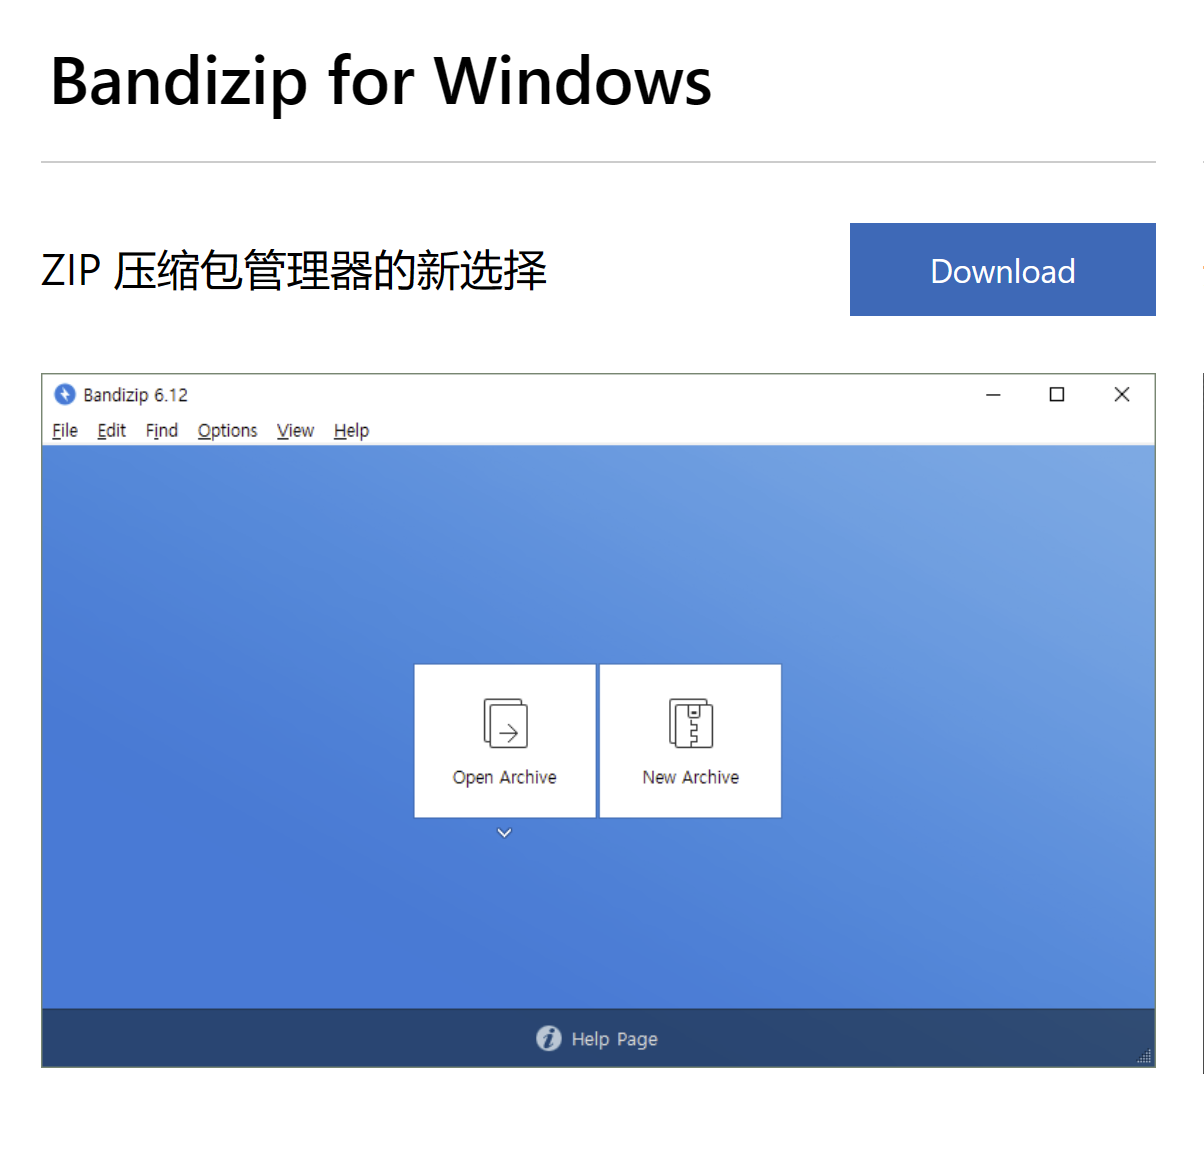 Bandizip for Windows
ZIP 压缩包管理器的新选择
Download
Bandizip 6.12
File Edit Find Options View Help
Open Archive New Archive
Help Page